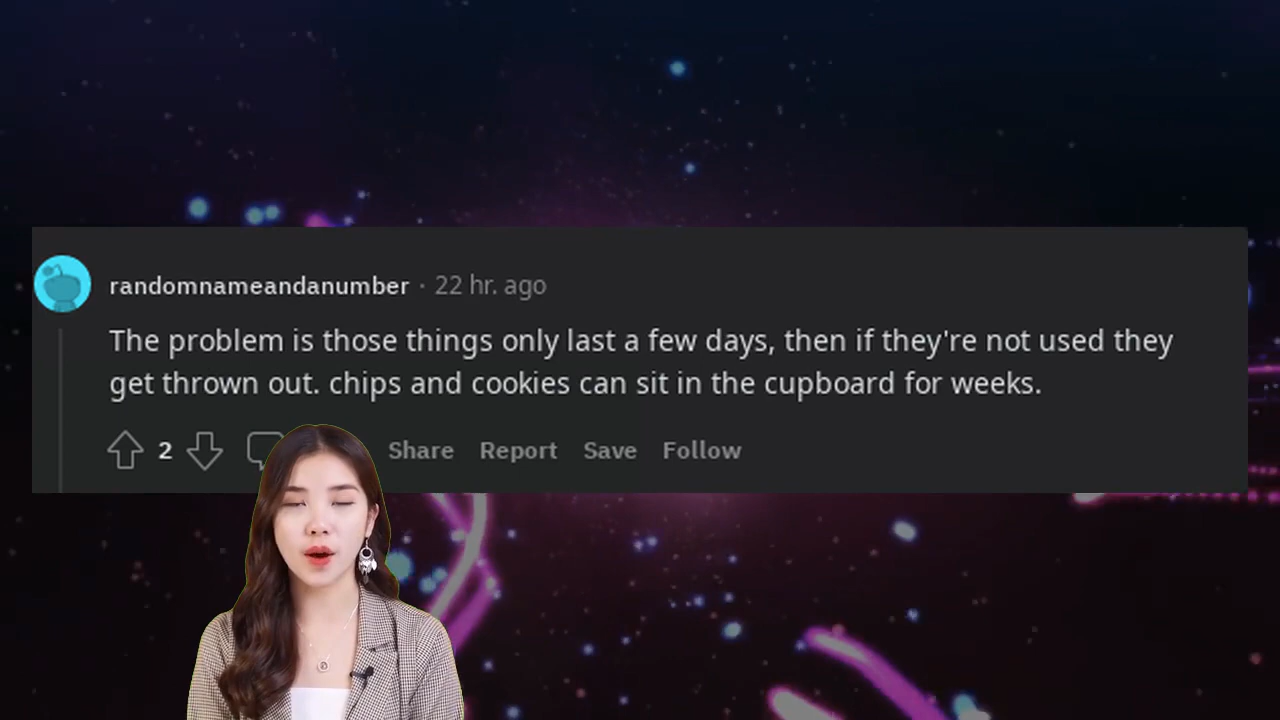 randomnameandanumber · 22 hr. ago
The problem is those things only last a few days, then if they're not used they
get thrown out. chips and cookies can sit in the cupboard for weeks.
2 Share Report Save Follow